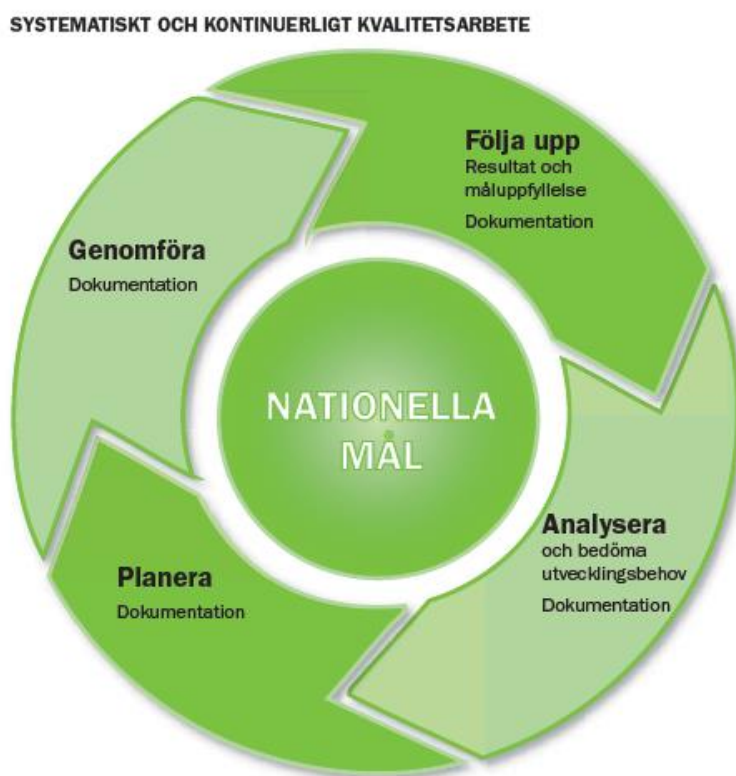 SYSTEMATISKT OCH KONTINUERLIGT KVALITETSARBETE
Följa upp
Resultat och
måluppfyllelse
Dokumentation
Genomföra
Dokumentation
NATIONELLA
MÅL
Analysera
och bedöma
utvecklingsbehov
Dokumentation
Planera
Dokumentation